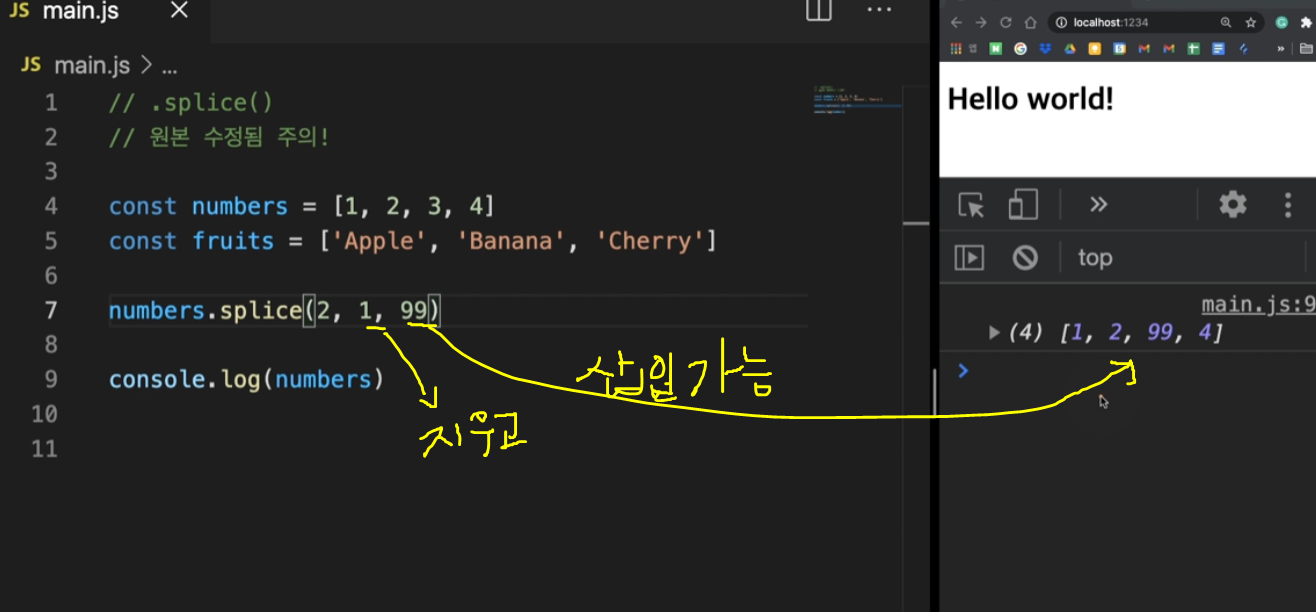 JS main.js
JS main.js > ...
1 // .splice()
2 // 원본 수정됨 주의!
3
4 const numbers = [1, 2, 3, 4]
5 const fruits = ['Apple', 'Banana', 'Cherry']
6
7 numbers.splice(2, 1, 99)
8
9 console.log(numbers)
10
11
지우고
삽입 가능
localhost:1234
Hello world!
top
main.js:9
(4) [1, 2, 99, 4]